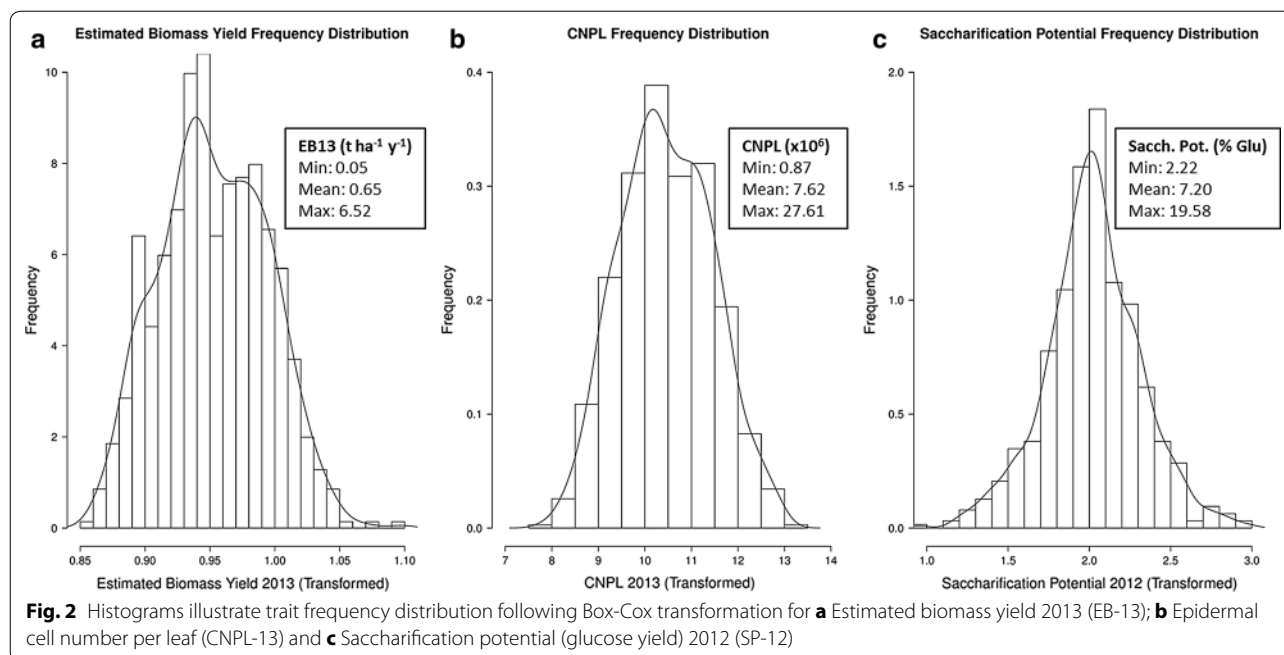 a Estimated Biomass Yield Frequency Distribution
10
8
6
4
2
0
Frequency
EB13 (t ha⁻¹ y⁻¹)
Min: 0.05
Mean: 0.65
Max: 6.52
0.85 0.90 0.95 1.00 1.05 1.10
Estimated Biomass Yield 2013 (Transformed)
b CNPL Frequency Distribution
0.4
0.3
0.2
0.1
0.0
Frequency
CNPL (x10⁶)
Min: 0.87
Mean: 7.62
Max: 27.61
7 8 9 10 11 12 13 14
CNPL 2013 (Transformed)
c Saccharification Potential Frequency Distribution
2.0
1.5
1.0
0.5
0.0
Frequency
Sacch. Pot. (% Glu)
Min: 2.22
Mean: 7.20
Max: 19.58
1.0 1.5 2.0 2.5 3.0
Saccharification Potential 2012 (Transformed)
Fig. 2 Histograms illustrate trait frequency distribution following Box-Cox transformation for a Estimated biomass yield 2013 (EB-13); b Epidermal
cell number per leaf (CNPL-13) and c Saccharification potential (glucose yield) 2012 (SP-12)